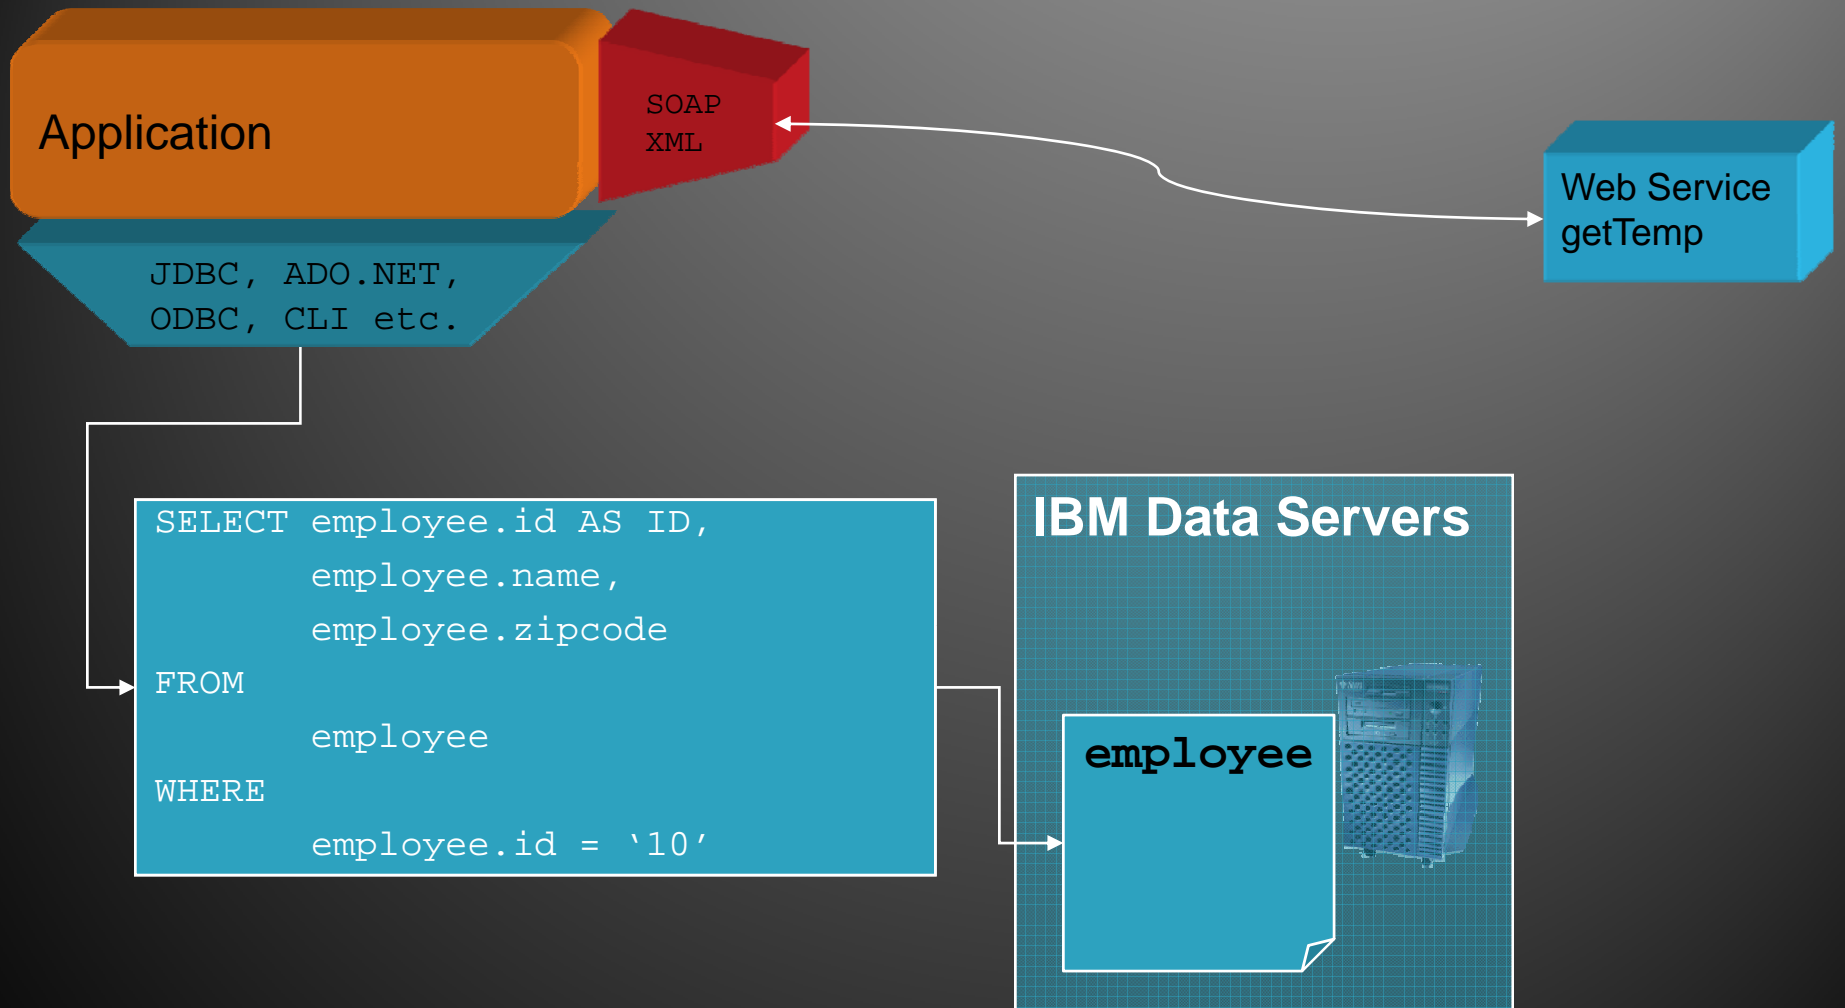 Application
SOAP
XML
Web Service
getTemp
JDBC, ADO.NET,
ODBC, CLI etc.
SELECT employee.id AS ID,
employee.name,
employee.zipcode
FROM
employee
WHERE
employee.id = ‘10’
IBM Data Servers
employee